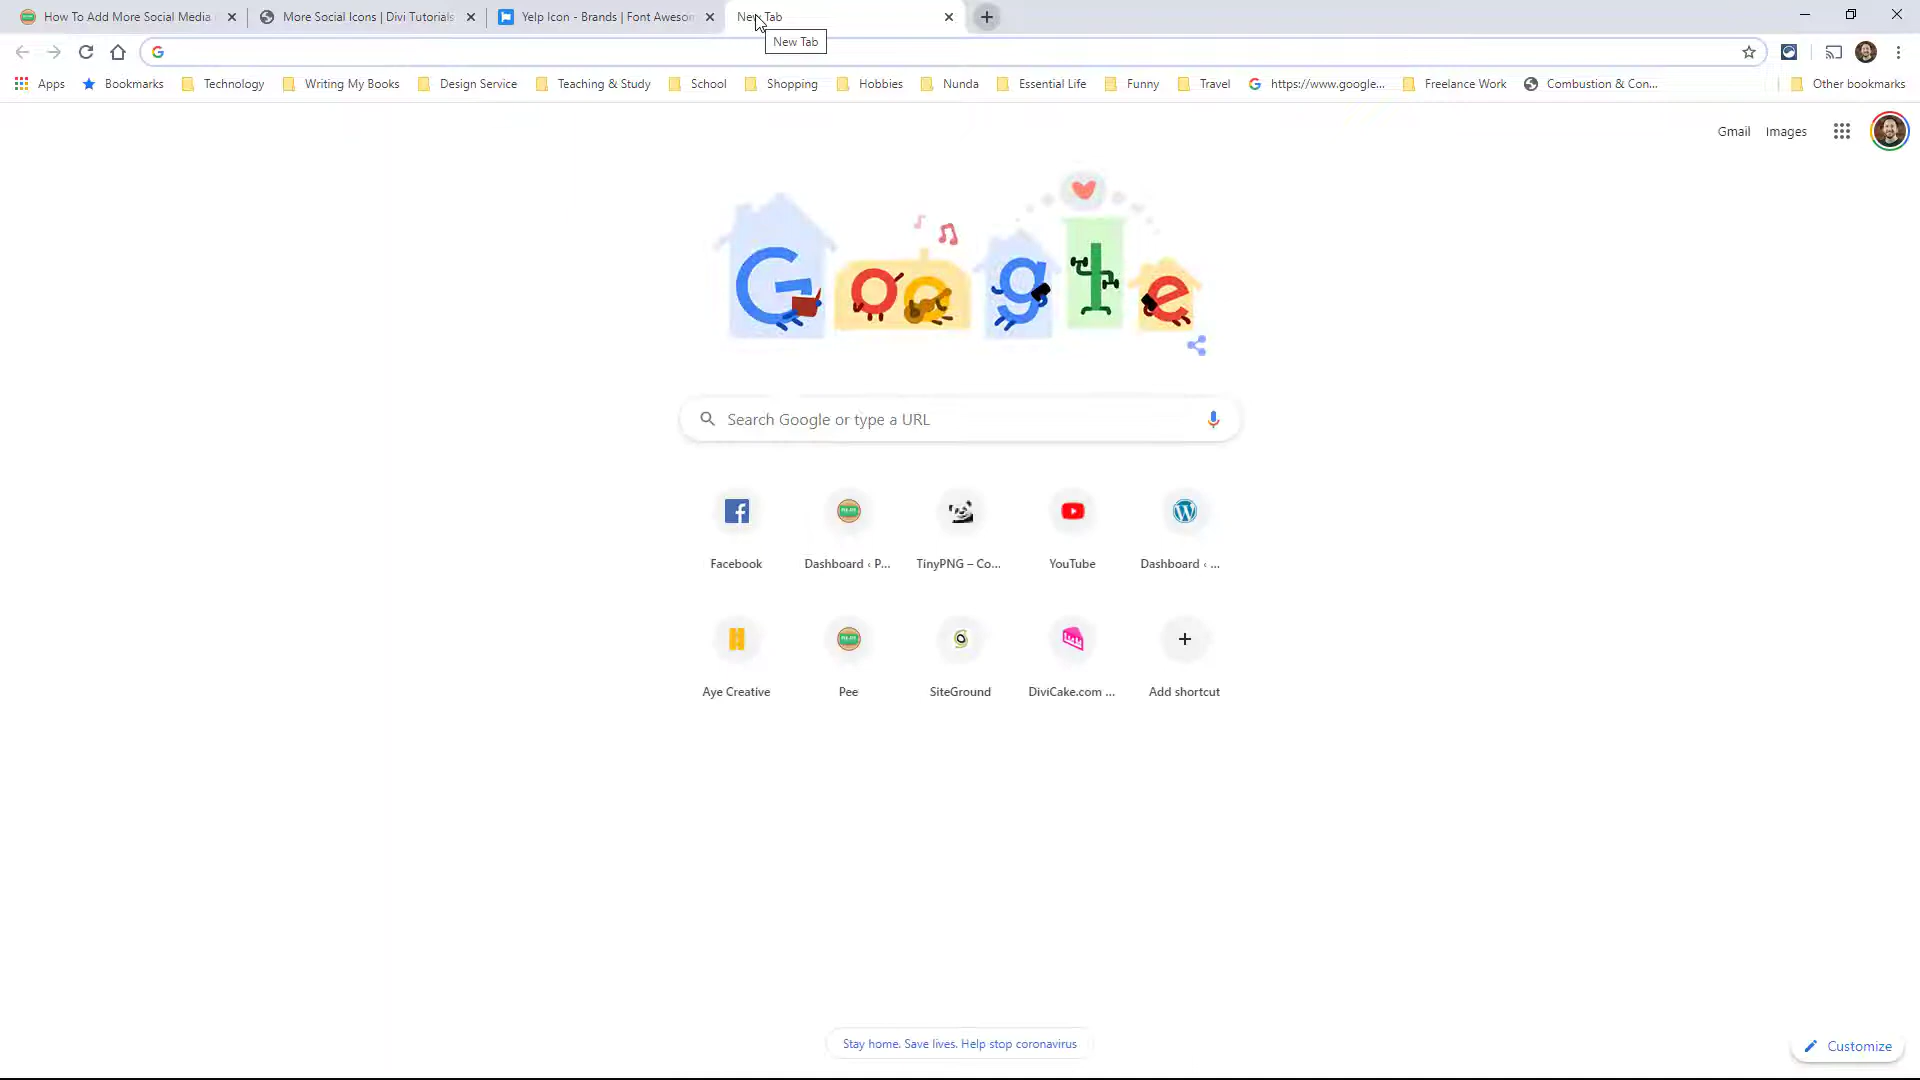 How To Add More Social Media
More Social Icons | Divi Tutorials
Yelp Icon - Brands | Font Aweson
New Tab
New Tab
Apps
Bookmarks
Technology
Writing My Books
Design Service
Teaching & Study
School
Shopping
Hobbies
Nunda
Essential Life
Funny
Travel
https://www.google...
Freelance Work
Combustion & Con...
Other bookmarks
Gmail
Images
Google
Search Google or type a URL
Facebook
Dashboard ‹ P...
TinyPNG – Co...
YouTube
Dashboard ‹ ...
Aye Creative
Pee
SiteGround
DiviCake.com ...
Add shortcut
Stay home. Save lives. Help stop coronavirus
Customize